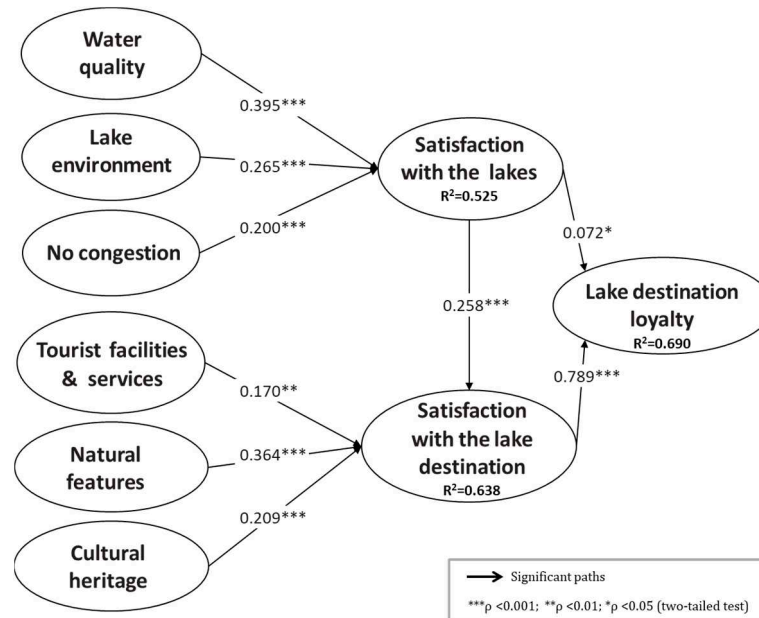 Water
quality
0.395***
Lake
environment
0.265***
No congestion
0.200***
Satisfaction
with the lakes
R²=0.525
0.072*
0.258***
Lake destination
loyalty
R²=0.690
Tourist facilities
& services
0.170**
Natural
features
0.364***
Cultural
heritage
0.209***
Satisfaction
with the lake
destination
R²=0.638
0.789***
Significant paths
***ρ <0.001; **ρ <0.01; *ρ <0.05 (two-tailed test)